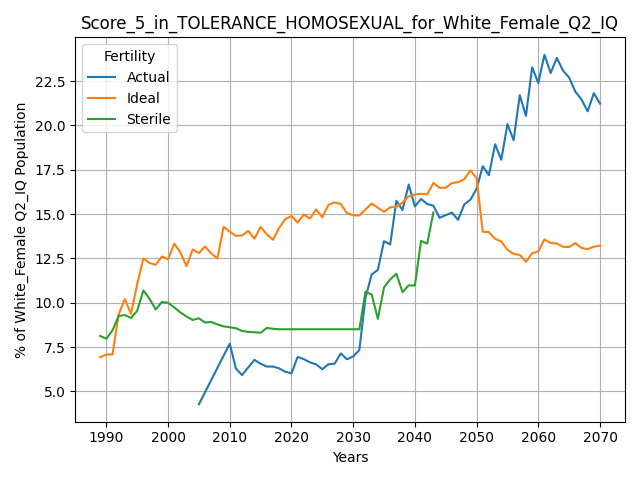 Score_5_in_TOLERANCE_HOMOSEXUAL_for_White_Female_Q2_IQ
Fertility
Actual
Ideal
Sterile
% of White_Female Q2_IQ Population
22.5
20.0
17.5
15.0
12.5
10.0
7.5
5.0
1990 2000 2010 2020 2030 2040 2050 2060 2070
Years